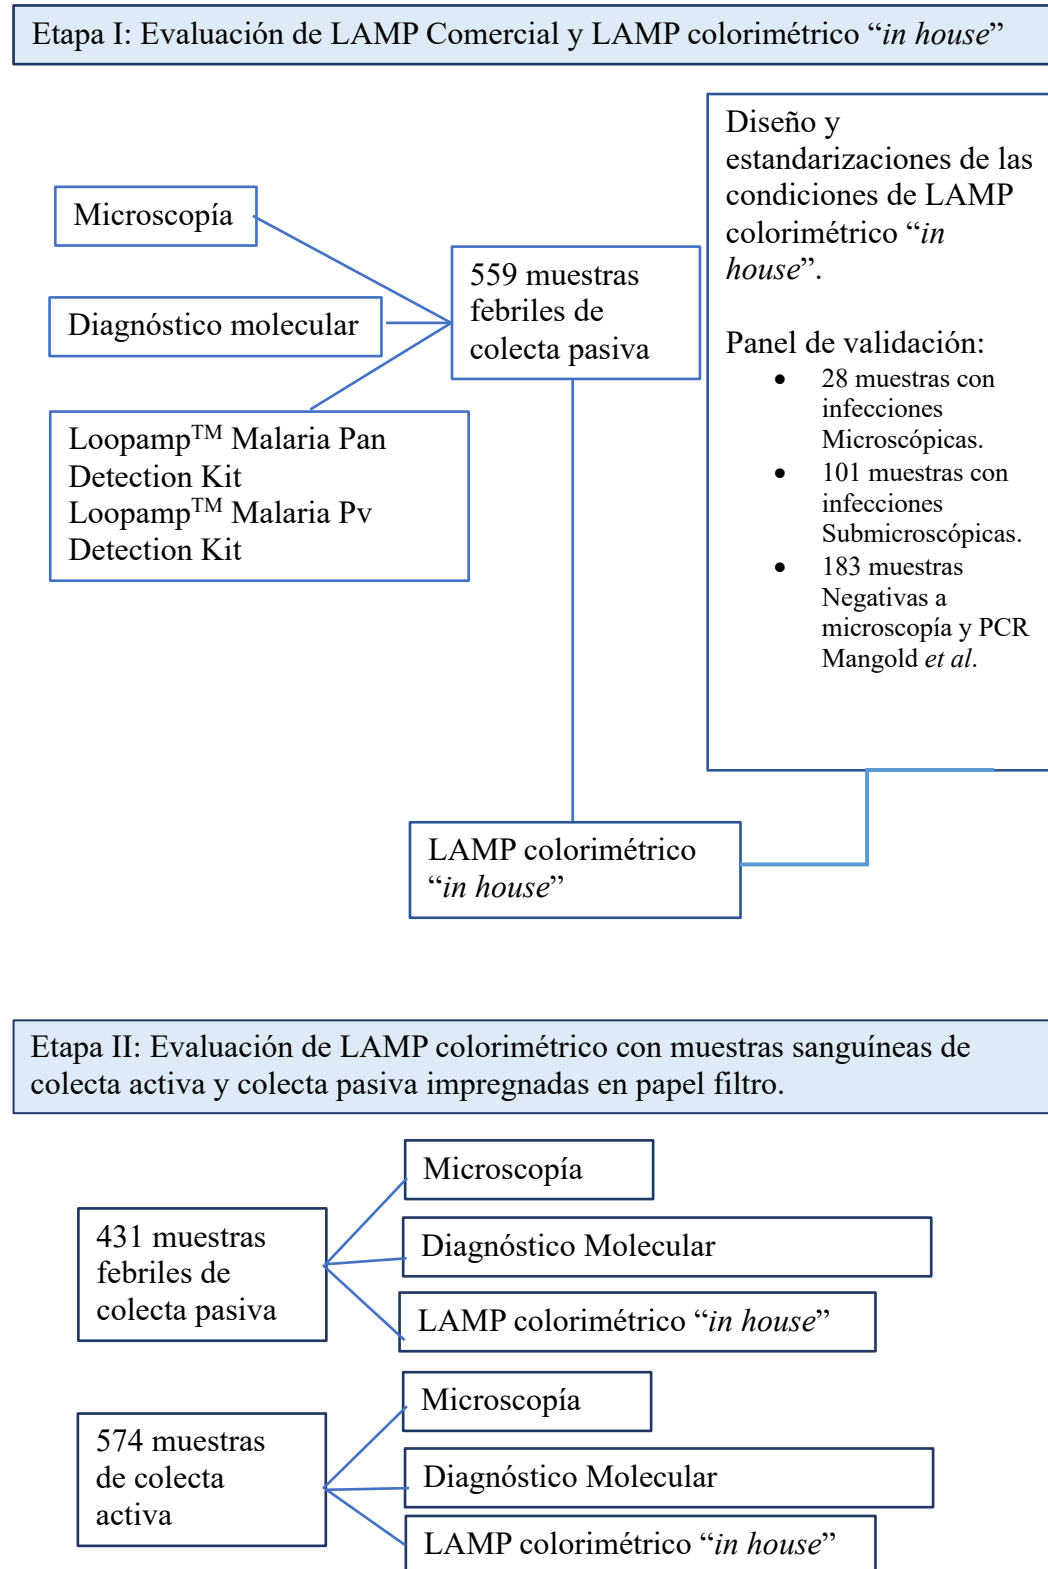 Etapa I: Evaluación de LAMP Comercial y LAMP colorimétrico “in house”
Microscopía
Diagnóstico molecular
Loopamp™ Malaria Pan
Detection Kit
Loopamp™ Malaria Pv
Detection Kit
559 muestras
febriles de
colecta pasiva
Diseño y
estandarizaciones de las
condiciones de LAMP
colorimétrico “in
house”.
Panel de validación:
• 28 muestras con
infecciones
Microscópicas.
• 101 muestras con
infecciones
Submicroscópicas.
• 183 muestras
Negativas a
microscopía y PCR
Mangold et al.
LAMP colorimétrico
“in house”
Etapa II: Evaluación de LAMP colorimétrico con muestras sanguíneas de
colecta activa y colecta pasiva impregnadas en papel filtro.
431 muestras
febriles de
colecta pasiva
Microscopía
Diagnóstico Molecular
LAMP colorimétrico “in house”
574 muestras
de colecta
activa
Microscopía
Diagnóstico Molecular
LAMP colorimétrico “in house”